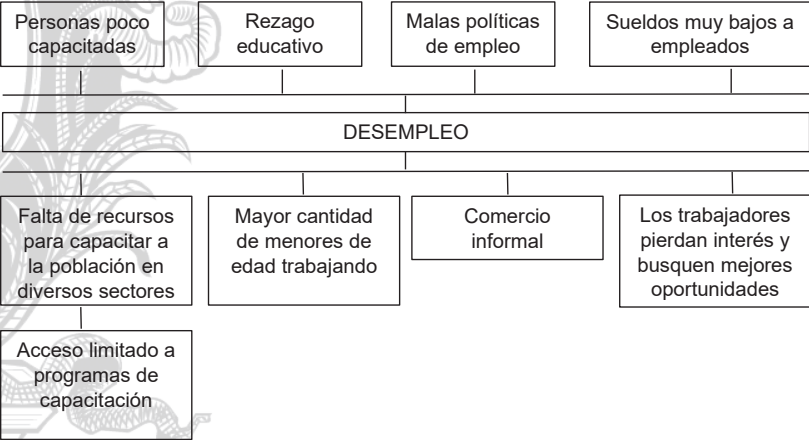 Personas poco
capacitadas
Rezago
educativo
Malas políticas
de empleo
Sueldos muy bajos a
empleados
DESEMPLEO
Falta de recursos
para capacitar a
la población en
diversos sectores
Mayor cantidad
de menores de
edad trabajando
Comercio
informal
Los trabajadores
pierdan interés y
busquen mejores
oportunidades
Acceso limitado a
programas de
capacitación